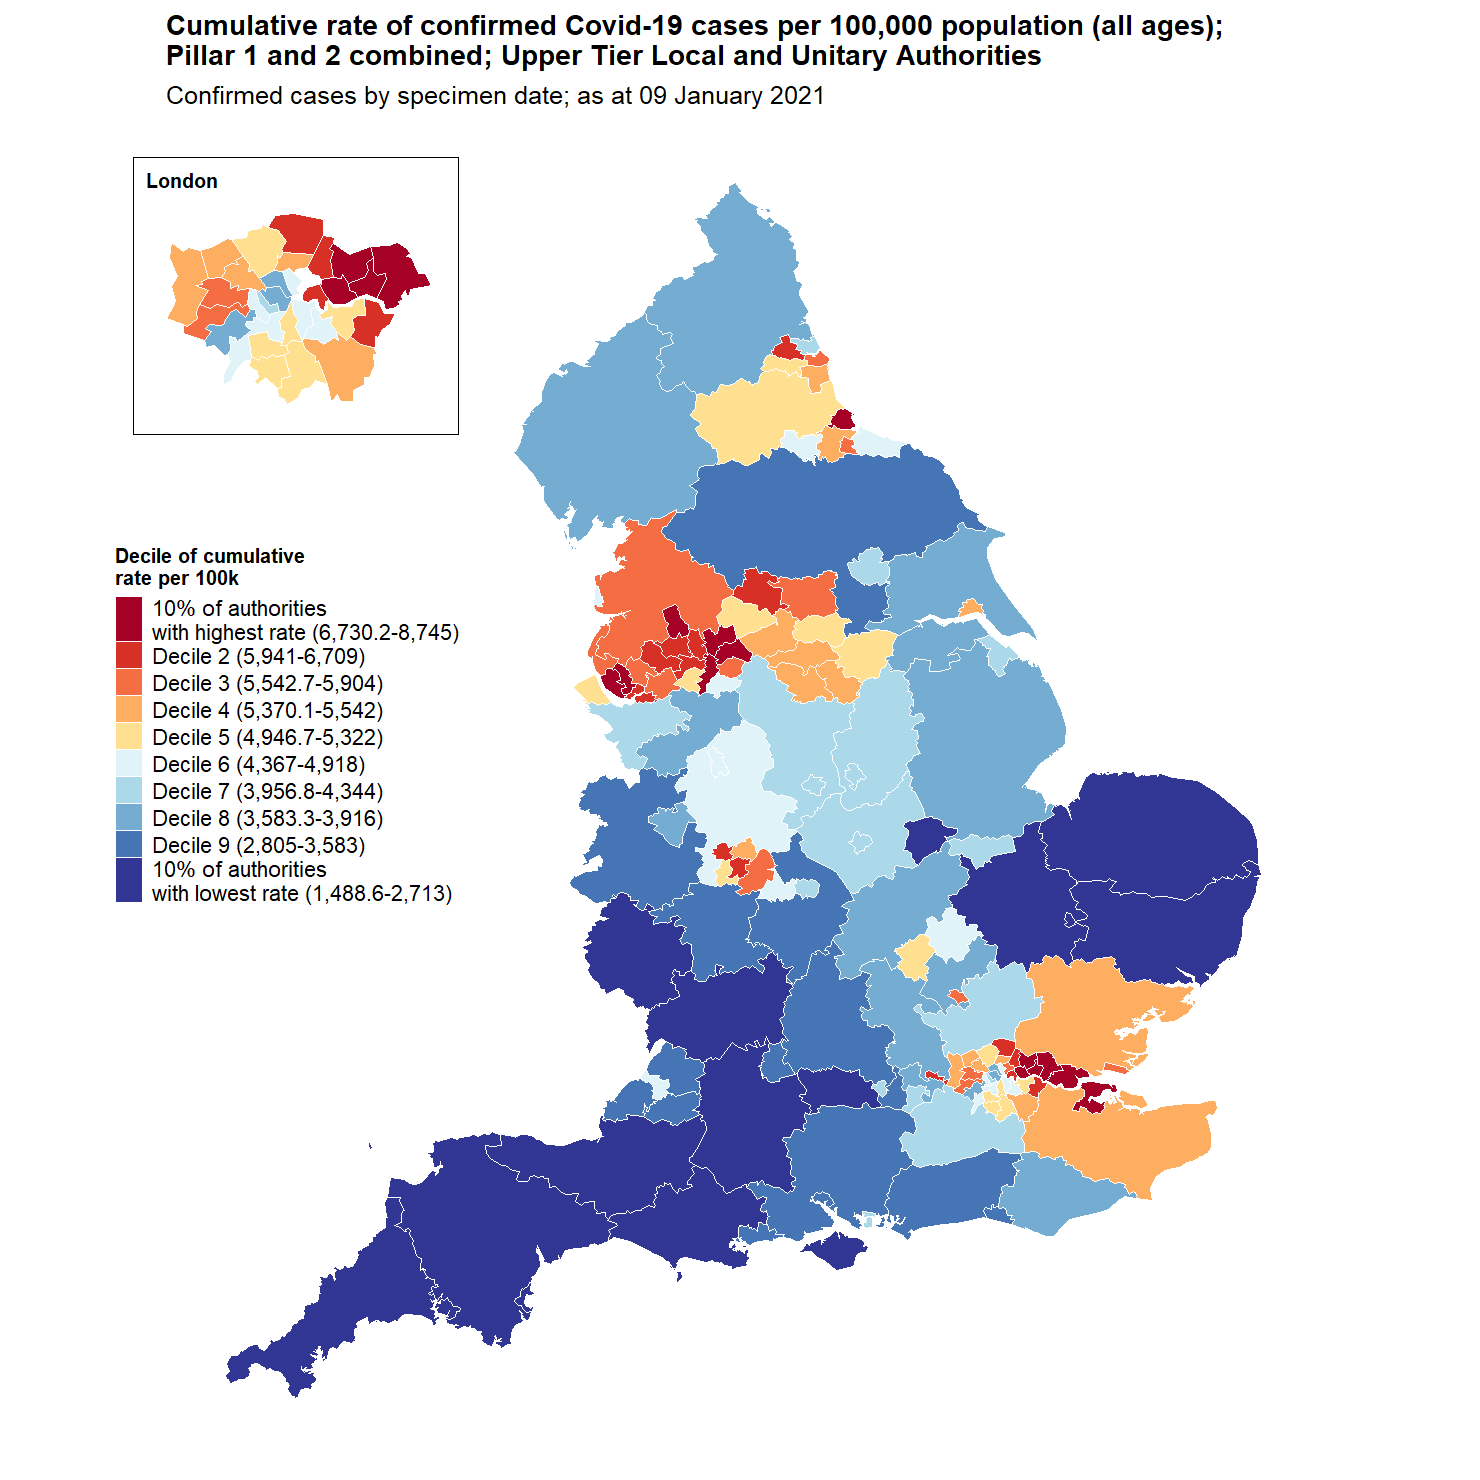 Cumulative rate of confirmed Covid-19 cases per 100,000 population (all ages);
Pillar 1 and 2 combined; Upper Tier Local and Unitary Authorities
Confirmed cases by specimen date; as at 09 January 2021
London
Decile of cumulative
rate per 100k
10% of authorities
with highest rate (6,730.2-8,745)
Decile 2 (5,941-6,709)
Decile 3 (5,542.7-5,904)
Decile 4 (5,370.1-5,542)
Decile 5 (4,946.7-5,322)
Decile 6 (4,367-4,918)
Decile 7 (3,956.8-4,344)
Decile 8 (3,583.3-3,916)
Decile 9 (2,805-3,583)
10% of authorities
with lowest rate (1,488.6-2,713)